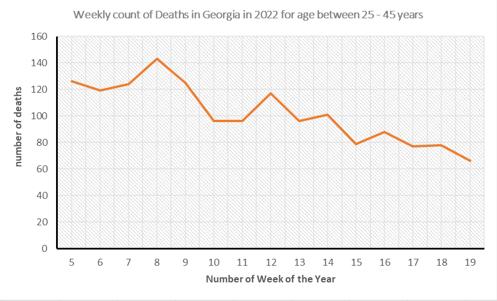 Weekly count of Deaths in Georgia in 2022 for age between 25 - 45 years
number of deaths
160
140
120
100
80
60
40
20
0
5 6 7 8 9 10 11 12 13 14 15 16 17 18 19
Number of Week of the Year